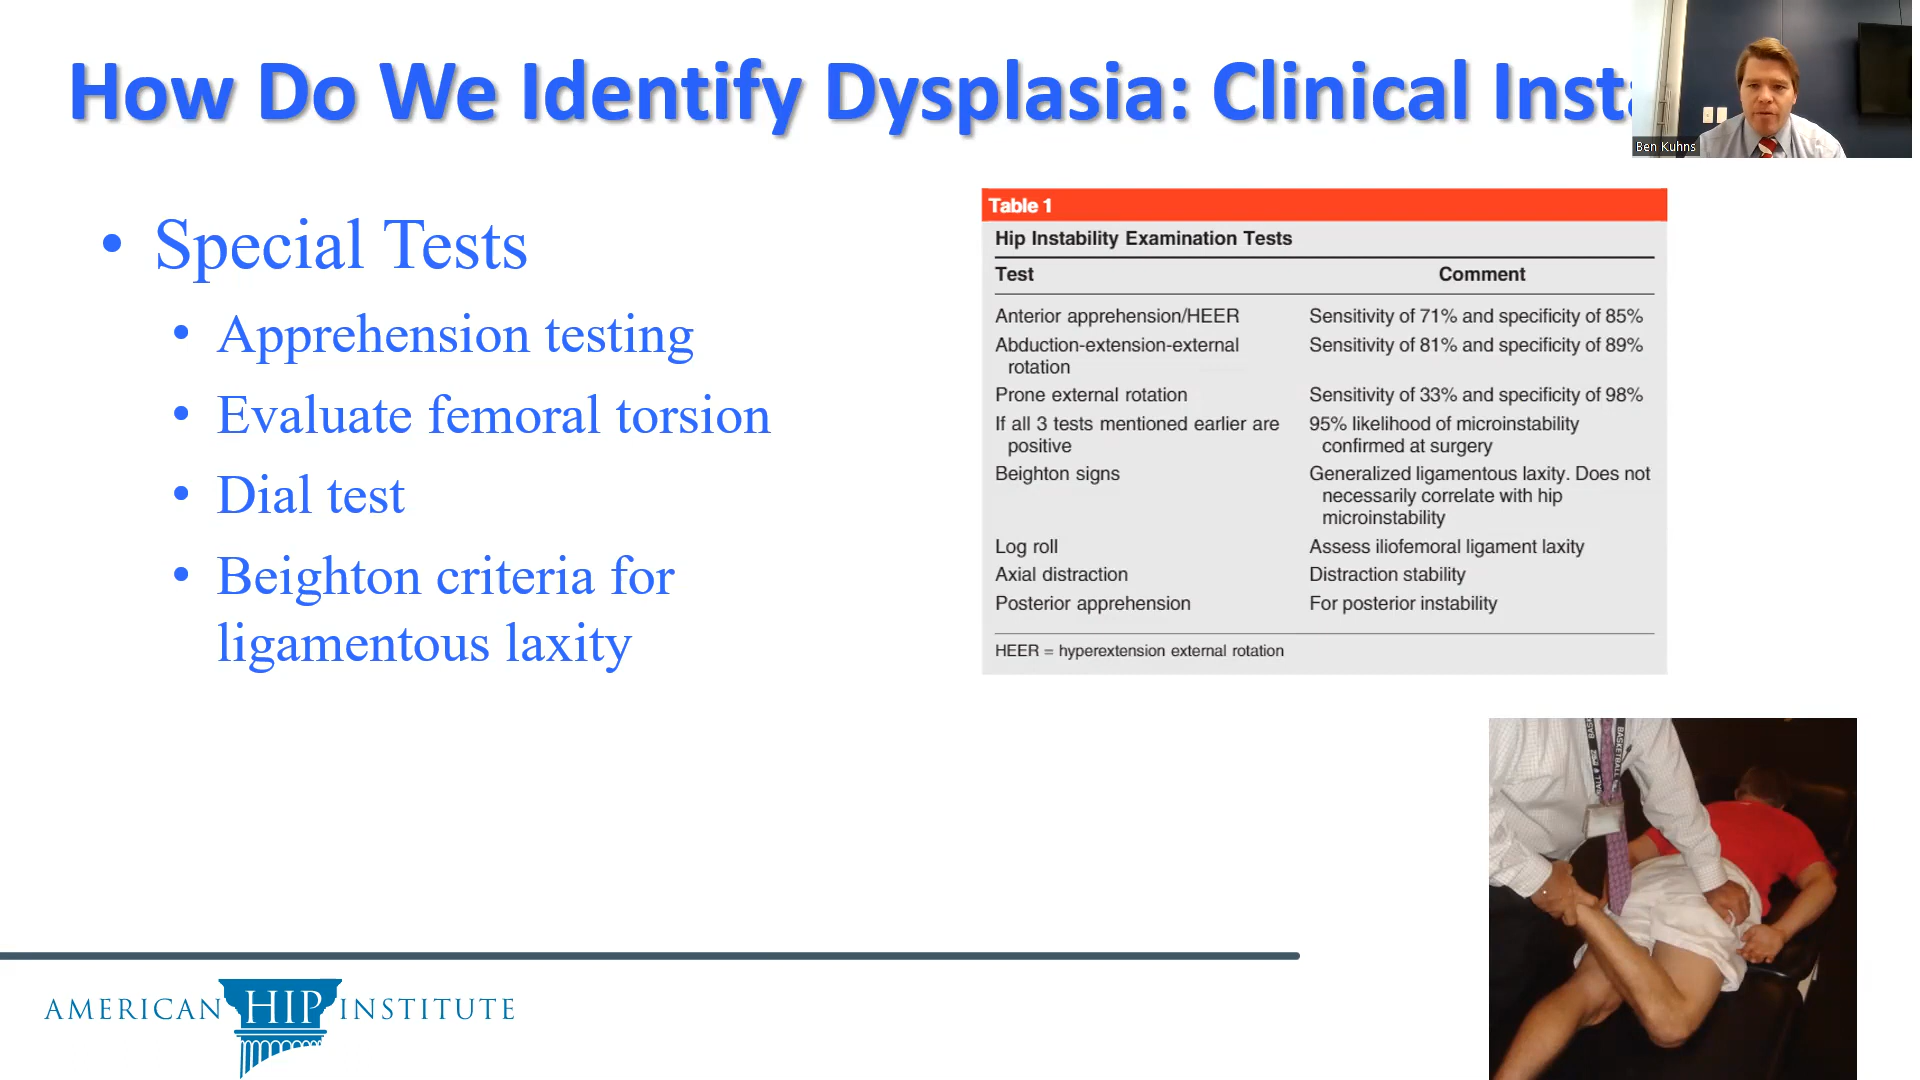 How Do We Identify Dysplasia: Clinical Inst
Ben Kuhns
• Special Tests
• Apprehension testing
• Evaluate femoral torsion
• Dial test
• Beighton criteria for
ligamentous laxity
Table 1
Hip Instability Examination Tests
Test Comment
Anterior apprehension/HEER Sensitivity of 71% and specificity of 85%
Abduction-extension-external Sensitivity of 81% and specificity of 89%
rotation
Prone external rotation Sensitivity of 33% and specificity of 98%
If all 3 tests mentioned earlier are 95% likelihood of microinstability
positive confirmed at surgery
Beighton signs Generalized ligamentous laxity. Does not
necessarily correlate with hip
microinstability
Log roll Assess iliofemoral ligament laxity
Axial distraction Distraction stability
Posterior apprehension For posterior instability
HEER = hyperextension external rotation
BASKETBALL
AMERICAN HIP INSTITUTE